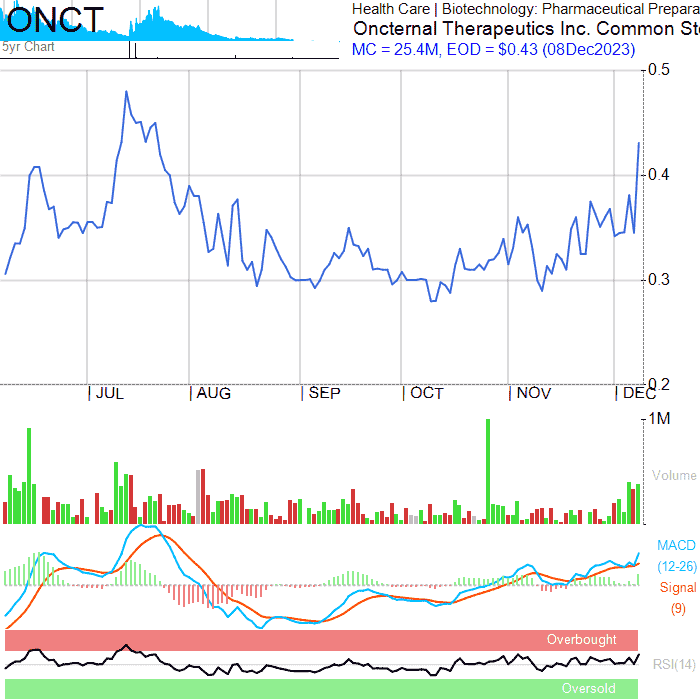 ONCT
5yr Chart
Health Care | Biotechnology: Pharmaceutical Prepara
Oncternal Therapeutics Inc. Common Sto
MC = 25.4M, EOD = $0.43 (08Dec2023)
0.5
0.4
0.3
0.2
JUL AUG SEP OCT NOV DEC
1M
Volume
MACD
(12-26)
Signal
(9)
Overbought
RSI(14)
Oversold